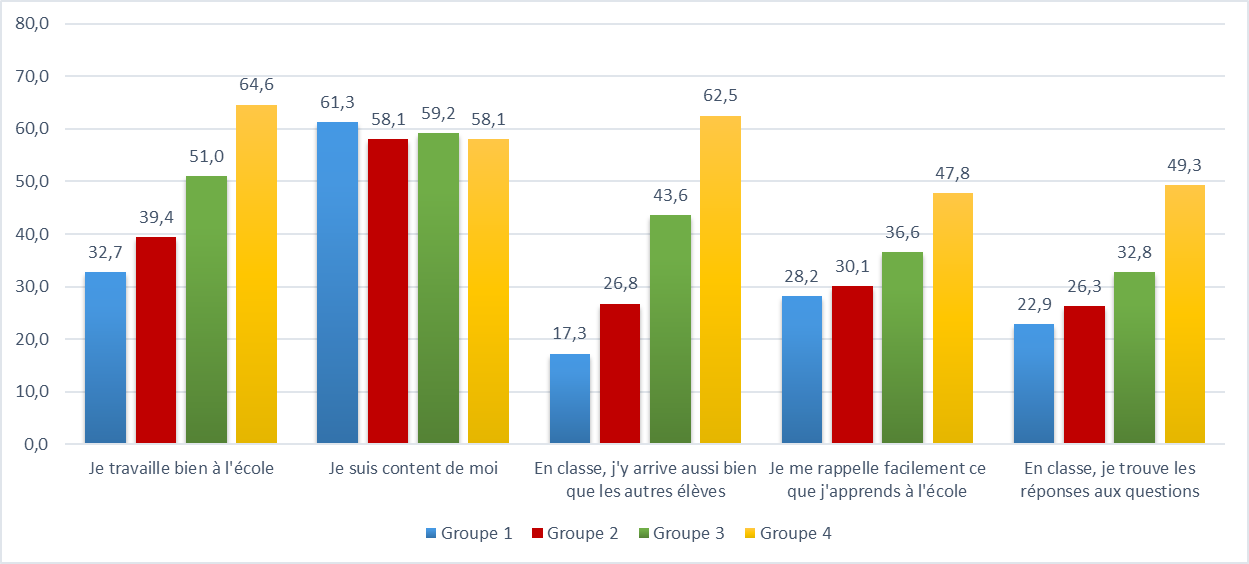 80,0
70,0
60,0
50,0
40,0
30,0
20,0
10,0
0,0
32,7
39,4
51,0
64,6
61,3
58,1
59,2
58,1
17,3
26,8
43,6
62,5
28,2
30,1
36,6
47,8
22,9
26,3
32,8
49,3
Je travaille bien à l'école
Je suis content de moi
En classe, j'y arrive aussi bien
que les autres élèves
Je me rappelle facilement ce
que j'apprends à l'école
En classe, je trouve les
réponses aux questions
Groupe 1
Groupe 2
Groupe 3
Groupe 4